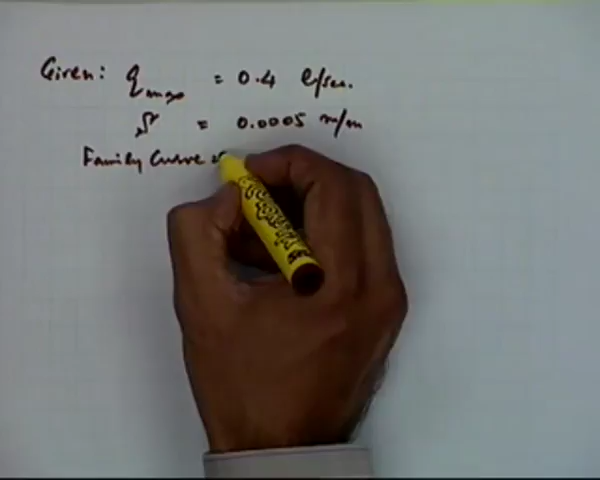 Given: qmax = 0.4 l/sec.
S = 0.0005 m/m
Family Curve